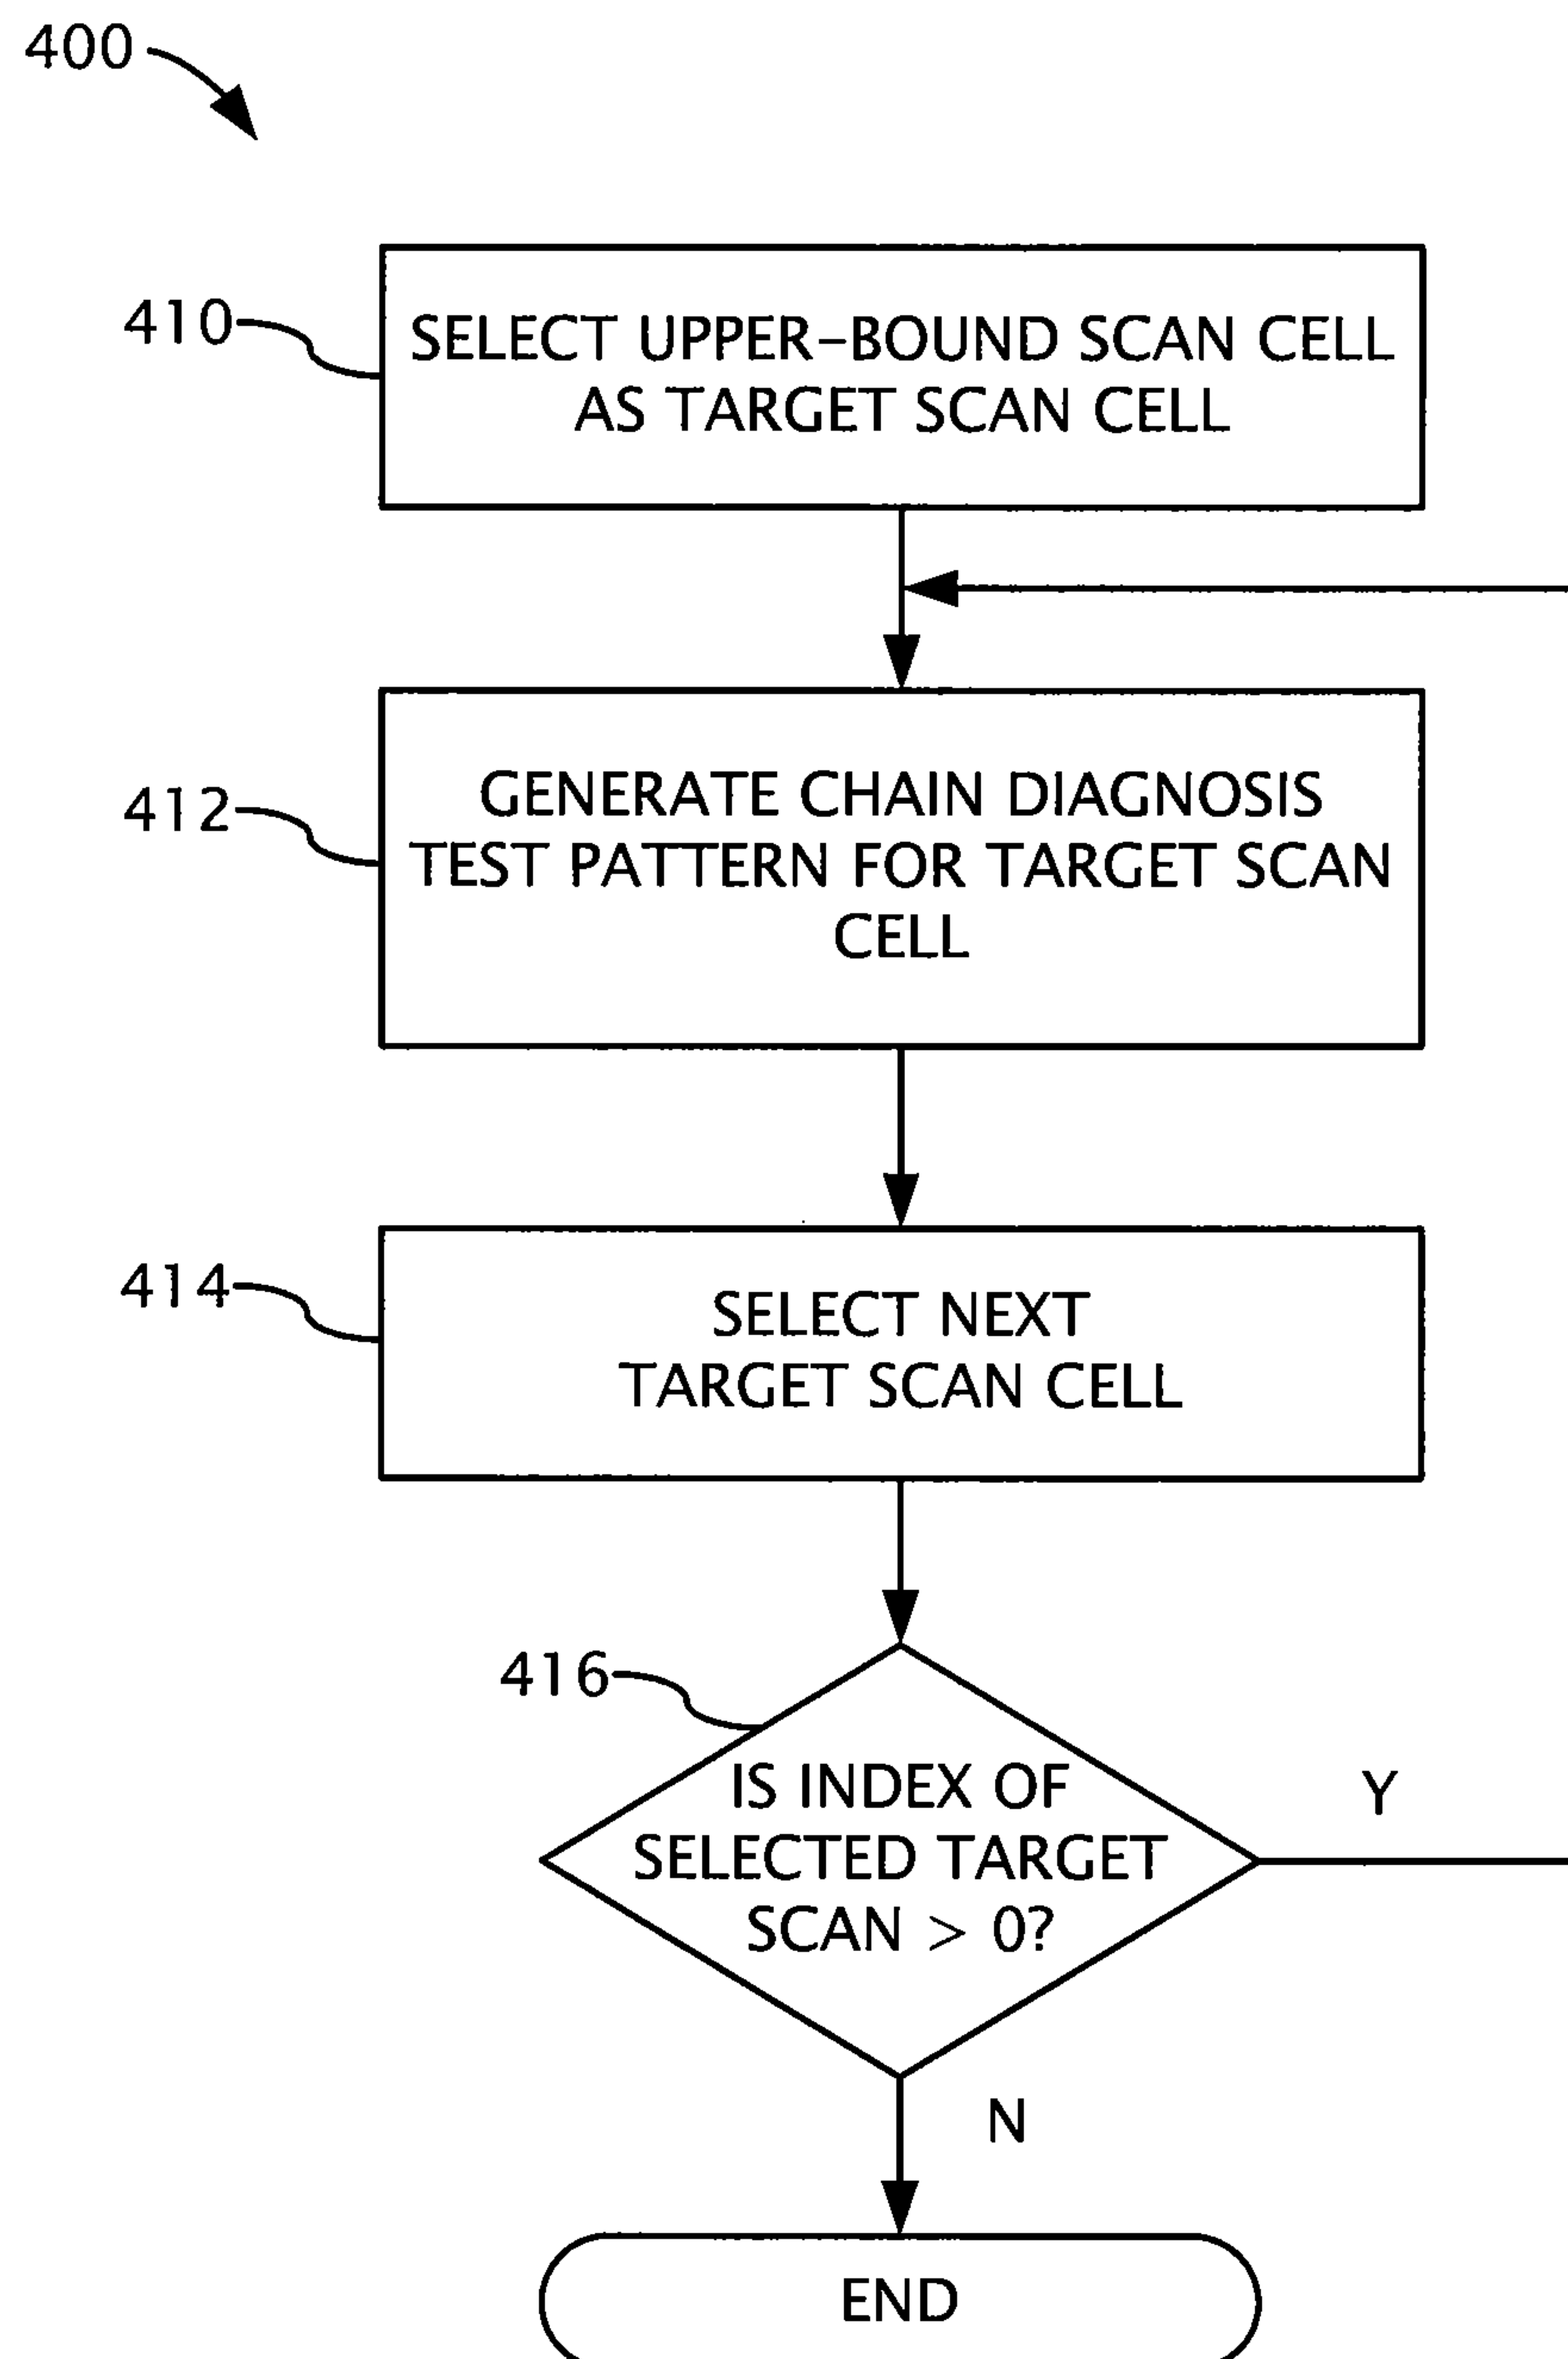 400
410
SELECT UPPER-BOUND SCAN CELL
AS TARGET SCAN CELL
412
GENERATE CHAIN DIAGNOSIS
TEST PATTERN FOR TARGET SCAN
CELL
414
SELECT NEXT
TARGET SCAN CELL
416
IS INDEX OF
SELECTED TARGET
SCAN > 0?
Y
N
END